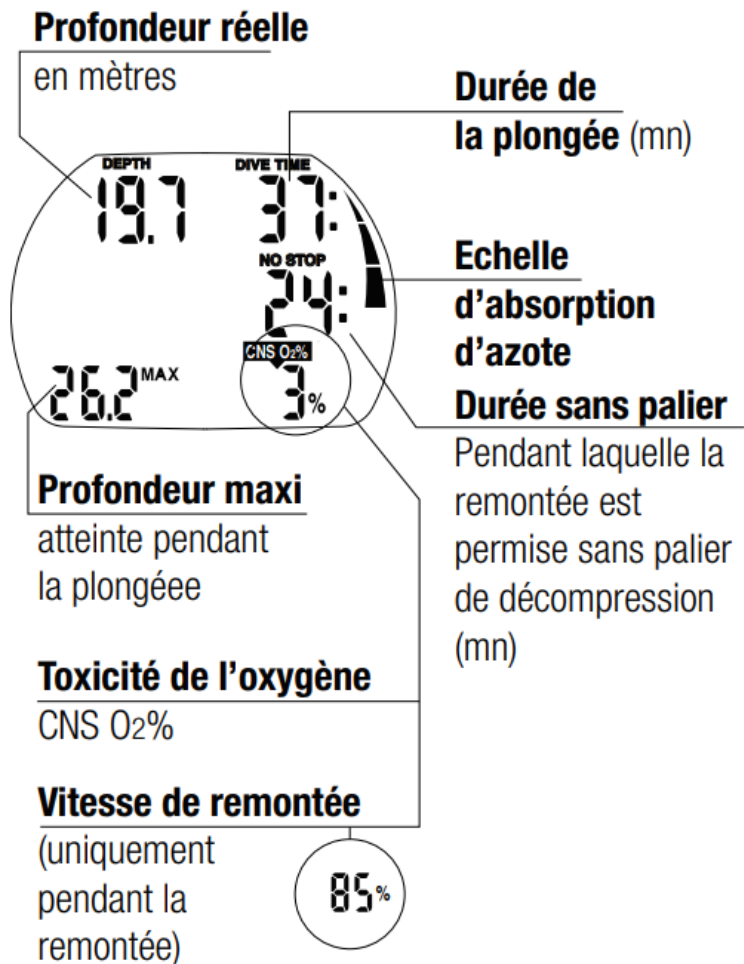 Profondeur réelle
en mètres
Durée de
la plongée (mn)
DEPTH
19.7
DIVE TIME
37:
NO STOP
24:
Echelle
d'absorption
d'azote
CNS O2%
3%
26.2 MAX
Durée sans palier
Pendant laquelle la
remontée est
permise sans palier
de décompression
(mn)
Profondeur maxi
atteinte pendant
la plongéee
Toxicité de l'oxygène
CNS O2%
Vitesse de remontée
(uniquement
pendant la
remontée)
85%